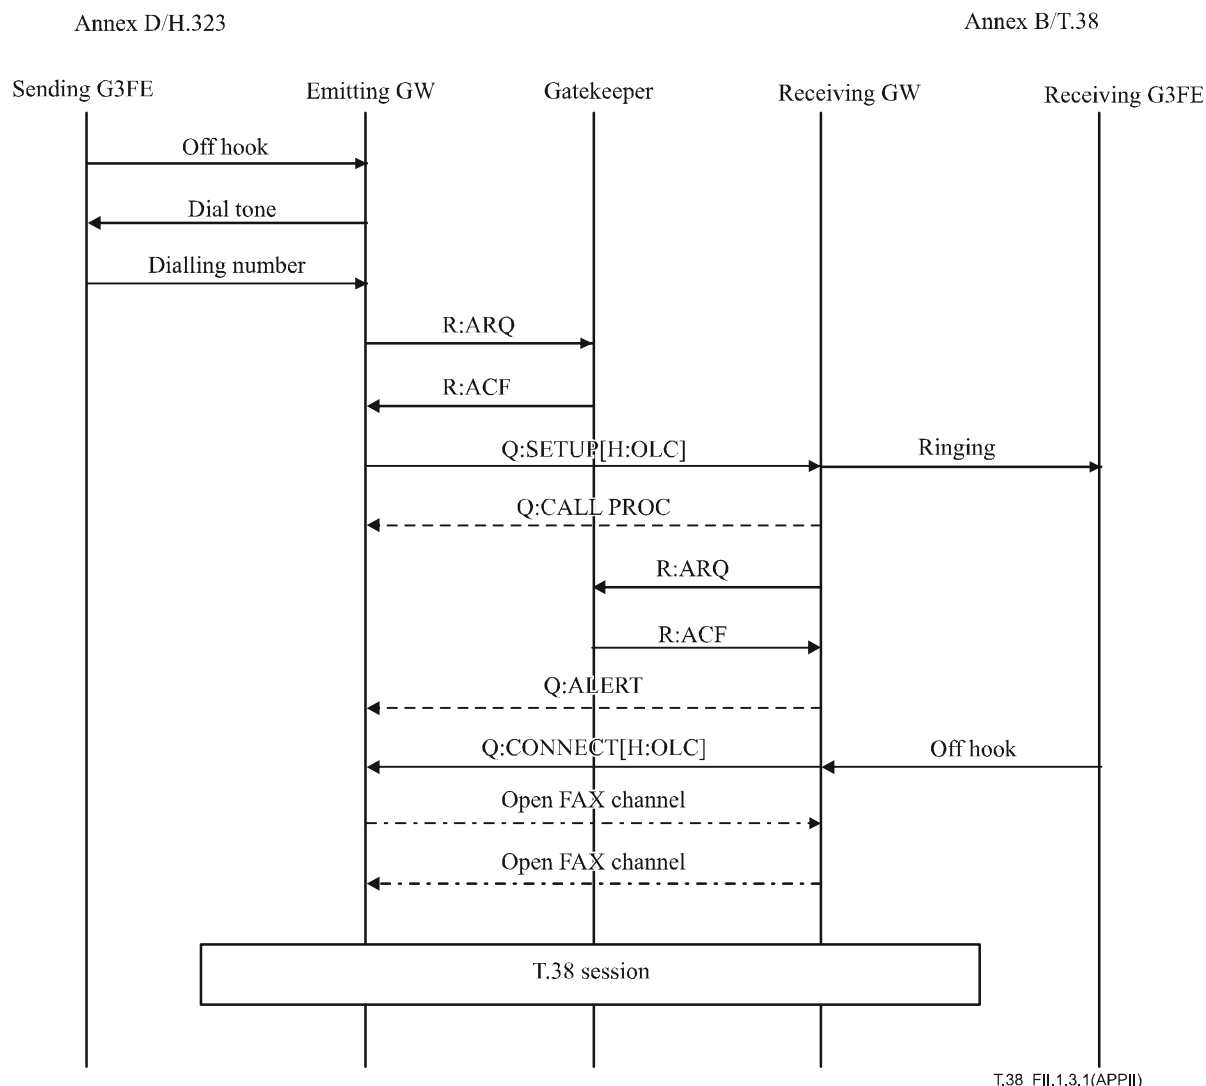 Annex D/H.323
Annex B/T.38
Sending G3FE
Emitting GW
Gatekeeper
Receiving GW
Receiving G3FE
Off hook
Dial tone
Dialling number
R:ARQ
R:ACF
Q:SETUP[H:OLC]
Ringing
Q:CALL PROC
R:ARQ
R:ACF
Q:ALERT
Q:CONNECT[H:OLC]
Off hook
Open FAX channel
Open FAX channel
T.38 session
T.38_FII.1.3.1(APPII)